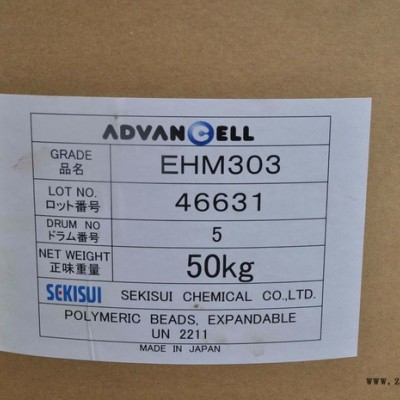 ADVANCELL
GRADE
品名
EHM303
LOT NO.
ロット番号
46631
DRUM NO
ドラム番号
5
NET WEIGHT
正味重量
50kg
SEKISUI SEKISUI CHEMICAL CO.,LTD.
POLYMERIC BEADS, EXPANDABLE
UN 2211
MADE IN JAPAN
www.z